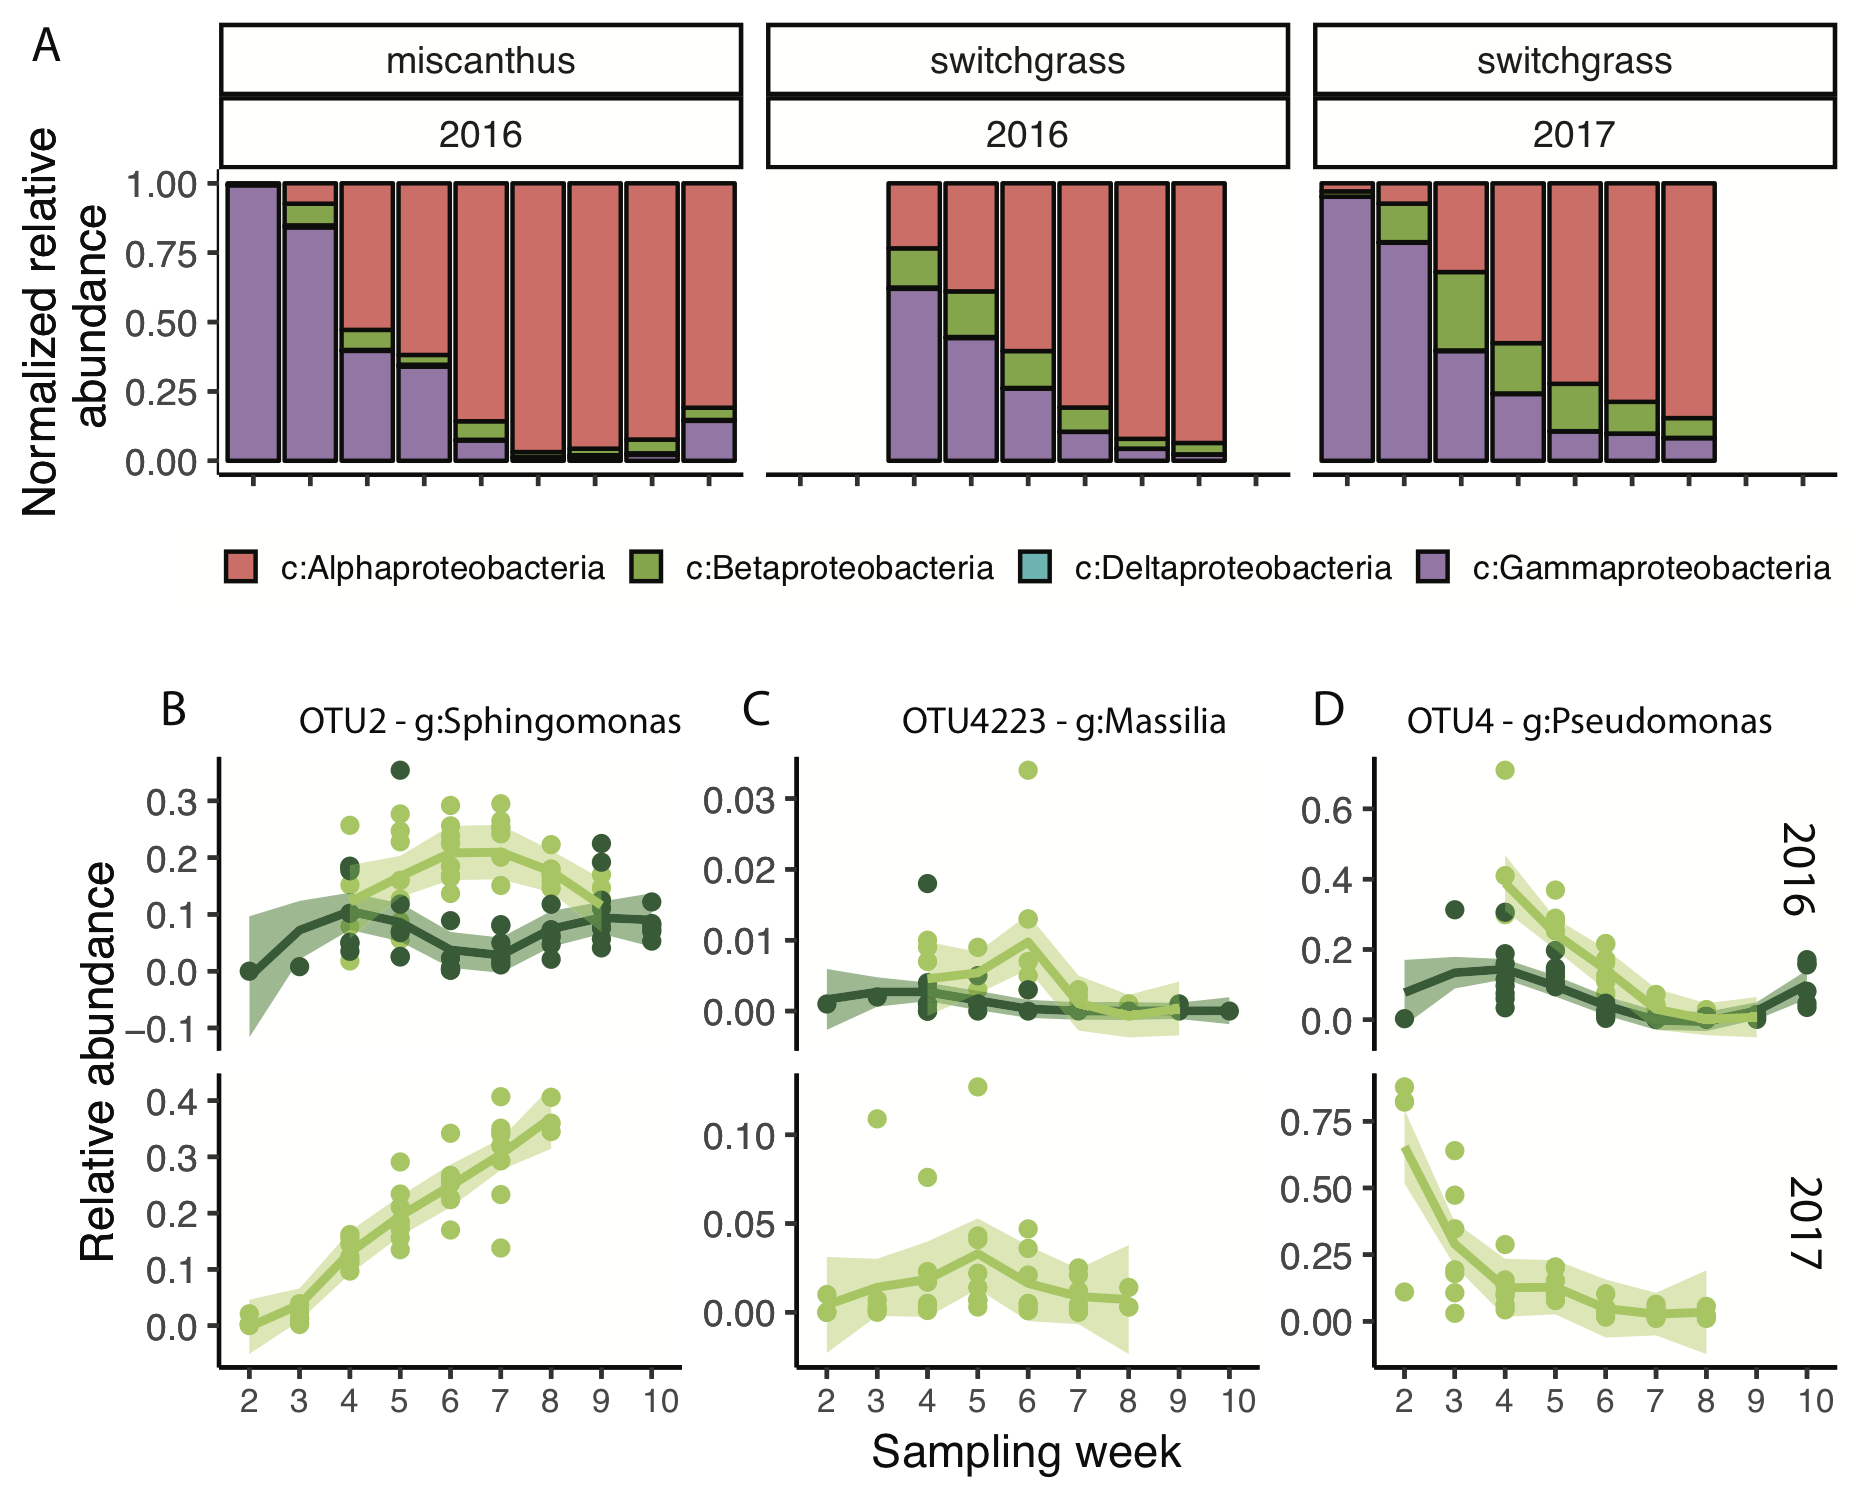 A
miscanthus
switchgrass
switchgrass
2016
2016
2017
Normalized relative
abundance
1.00
0.75
0.50
0.25
0.00
c:Alphaproteobacteria c:Betaproteobacteria c:Deltaproteobacteria c:Gammaproteobacteria
B
OTU2 - g:Sphingomonas
C
OTU4223 - g:Massilia
D
OTU4 - g:Pseudomonas
Relative abundance
0.3
0.2
0.1
0.0
−0.1
0.03
0.02
0.01
0.00
0.6
0.4
0.2
0.0
2016
0.4
0.3
0.2
0.1
0.0
0.10
0.05
0.00
0.75
0.50
0.25
0.00
2017
2 3 4 5 6 7 8 9 10
2 3 4 5 6 7 8 9 10
2 3 4 5 6 7 8 9 10
Sampling week